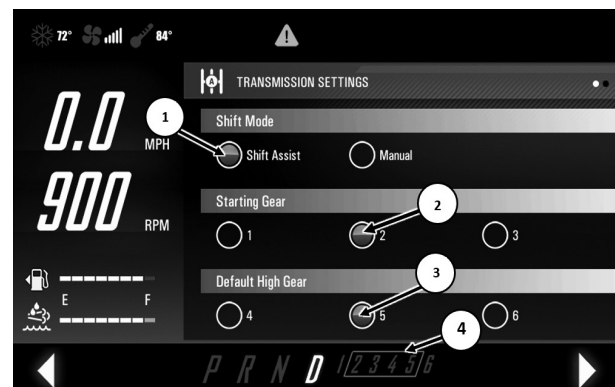 72° 84°
TRANSMISSION SETTINGS
1
Shift Mode
0.0 MPH
Shift Assist Manual
Starting Gear
2
900 RPM
1 2 3
3
Default High Gear
E F
4 5 6
4
P R N D 1 2 3 4 5 6